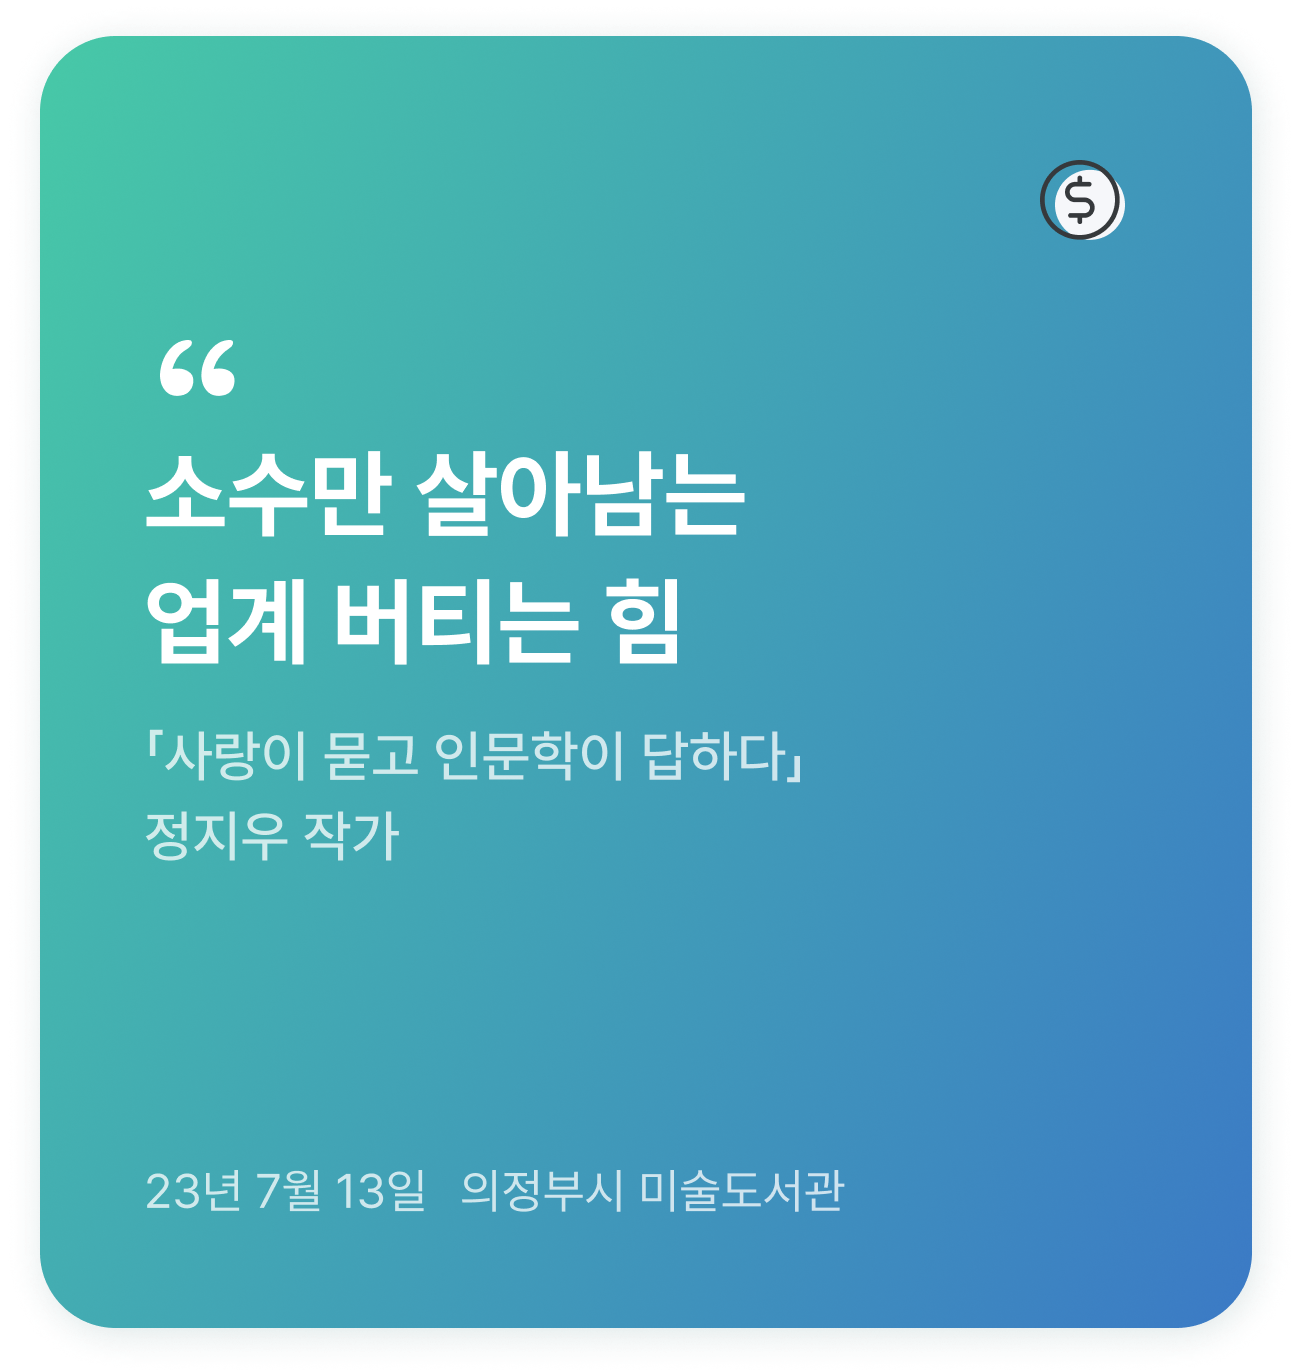 $
“
소수만 살아남는
업계 버티는 힘
「사랑이 묻고 인문학이 답하다」
정지우 작가
23년 7월 13일 의정부시 미술도서관